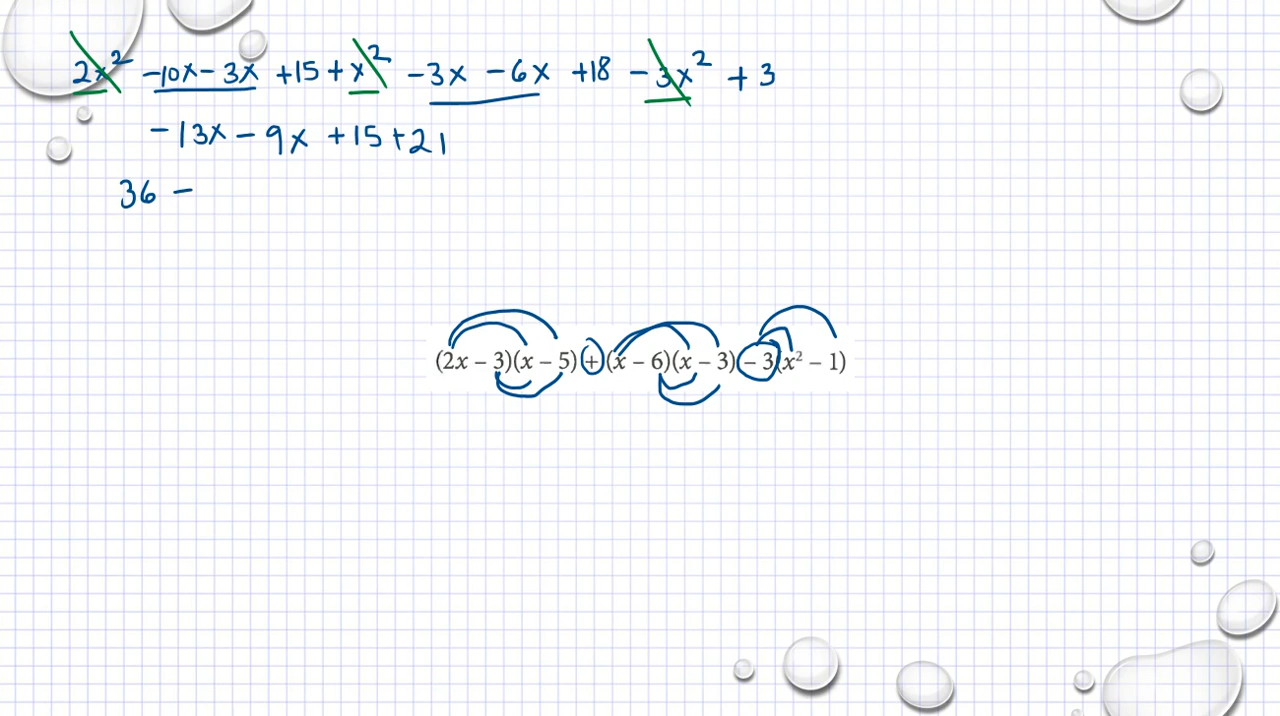 2x² -10x - 3x +15 + x² - 3x - 6x +18 - 3x² + 3
-13x - 9x +15 + 21
36 -
(2x − 3)(x − 5) + (x − 6)(x − 3) − 3(x² − 1)